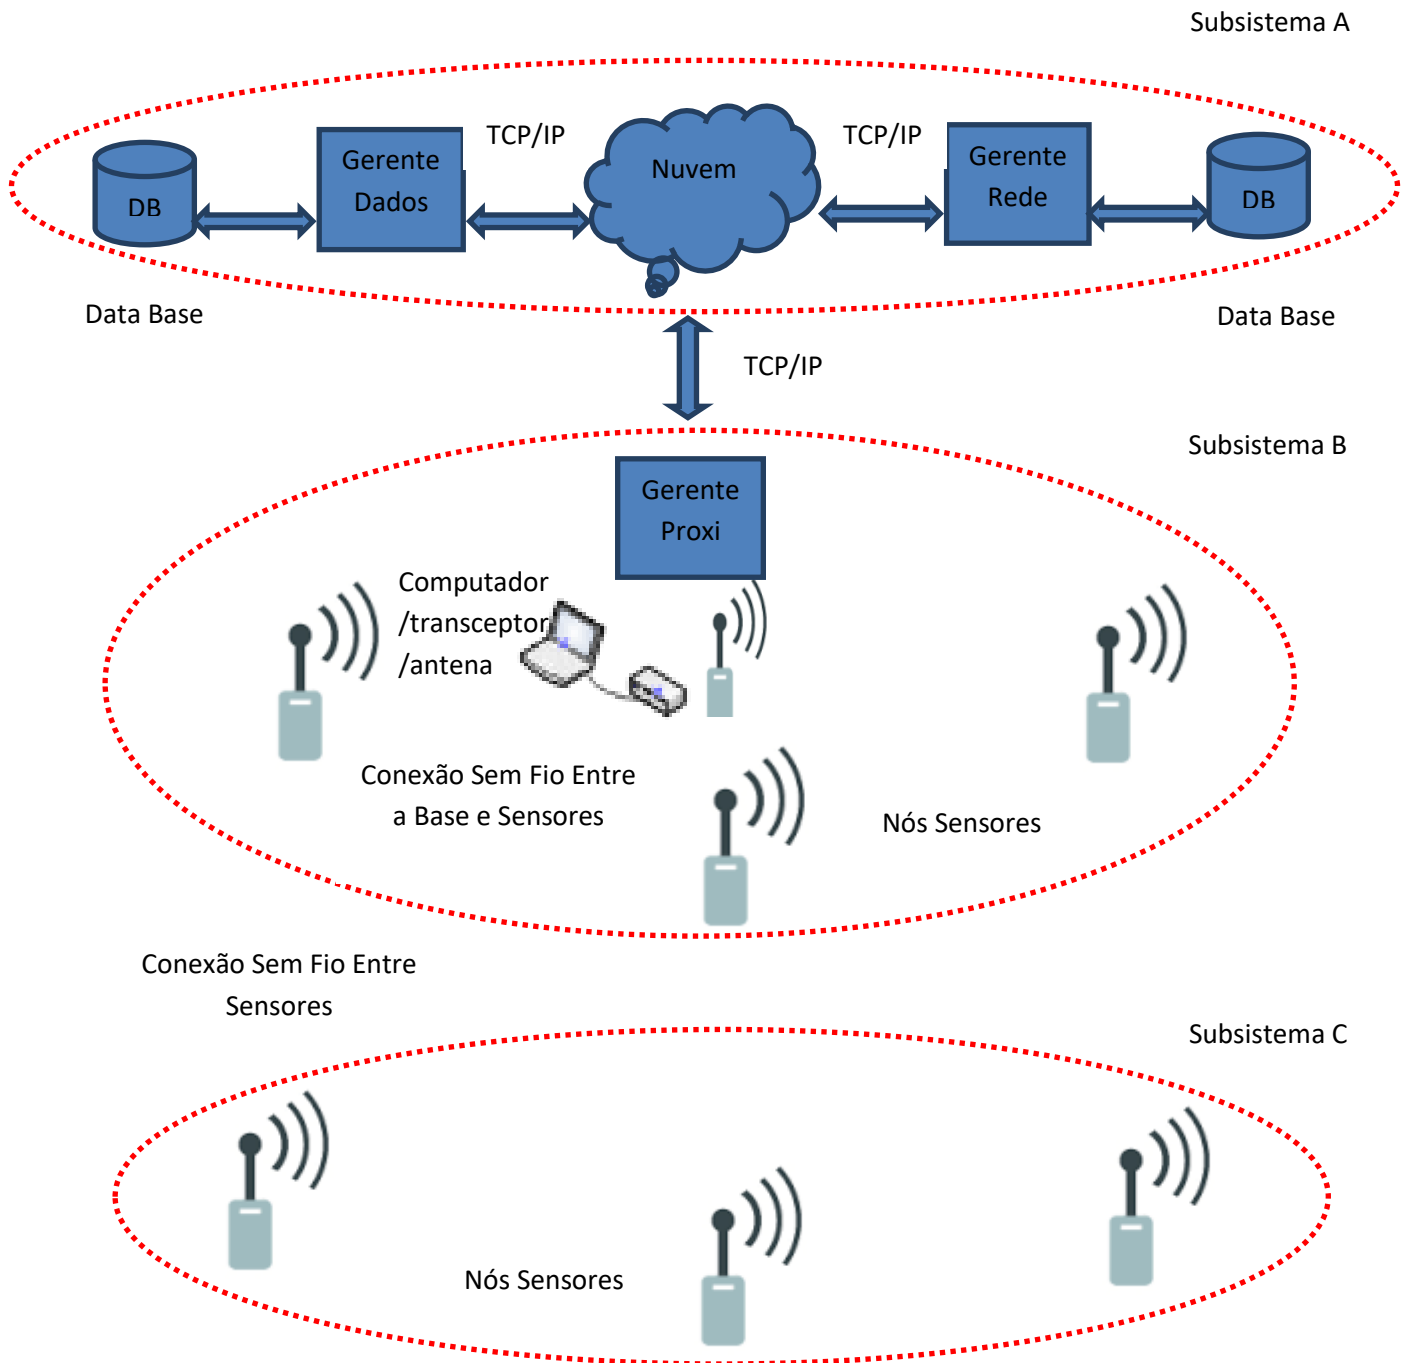 Subsistema A
TCP/IP
TCP/IP
Gerente
Dados
Nuvem
Gerente
Rede
DB
DB
Data Base
Data Base
TCP/IP
Subsistema B
Gerente
Proxi
Computador
/transceptor
/antena
Conexão Sem Fio Entre
a Base e Sensores
Nós Sensores
Conexão Sem Fio Entre
Sensores
Subsistema C
Nós Sensores